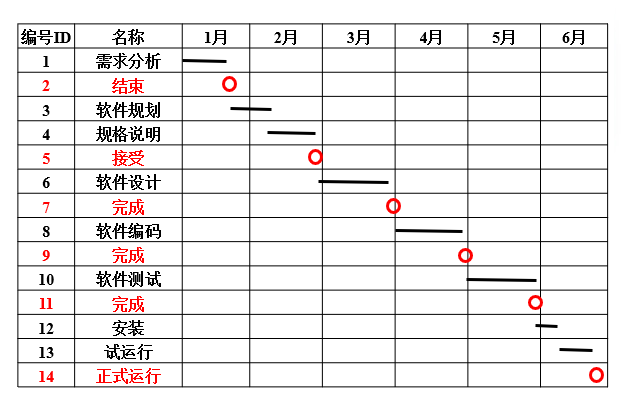 编号ID 名称 1月 2月 3月 4月 5月 6月
1 需求分析
2 结束
3 软件规划
4 规格说明
5 接受
6 软件设计
7 完成
8 软件编码
9 完成
10 软件测试
11 完成
12 安装
13 试运行
14 正式运行